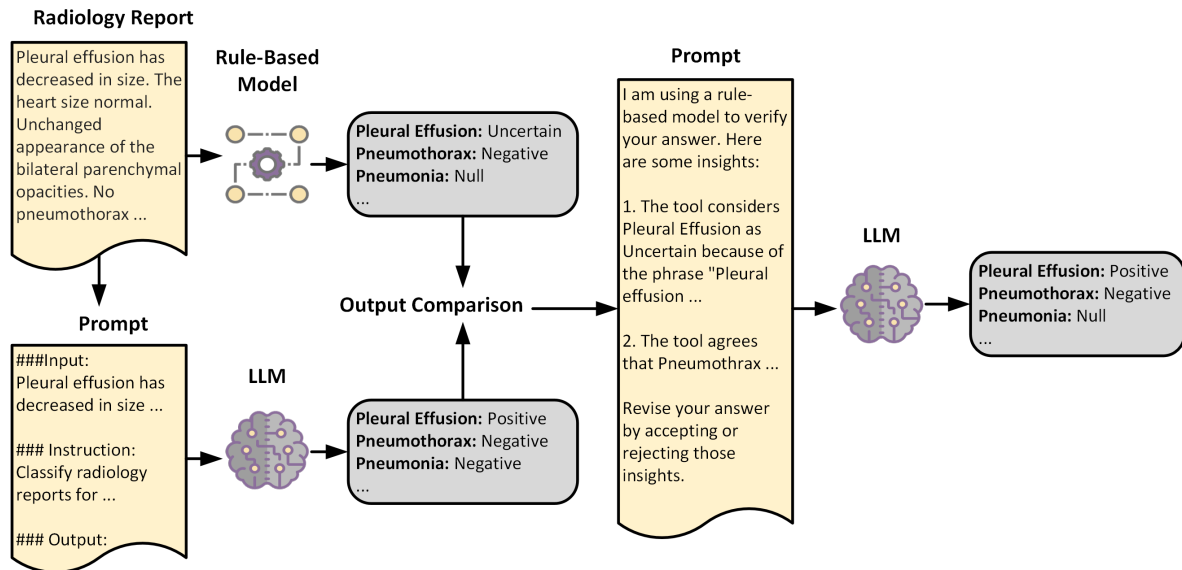 Radiology Report
Pleural effusion has
decreased in size. The
heart size normal.
Unchanged
appearance of the
bilateral parenchymal
opacities. No
pneumothorax ...
Rule-Based
Model
Pleural Effusion: Uncertain
Pneumothorax: Negative
Pneumonia: Null
...
Prompt
###Input:
Pleural effusion has
decreased in size ...
### Instruction:
Classify radiology
reports for ...
### Output:
LLM
Pleural Effusion: Positive
Pneumothorax: Negative
Pneumonia: Negative
...
Output Comparison
Prompt
I am using a rule-
based model to verify
your answer. Here
are some insights:
1. The tool considers
Pleural Effusion as
Uncertain because of
the phrase "Pleural
effusion ...
2. The tool agrees
that Pneumothrax ...
Revise your answer
by accepting or
rejecting those
insights.
LLM
Pleural Effusion: Positive
Pneumothorax: Negative
Pneumonia: Null
...